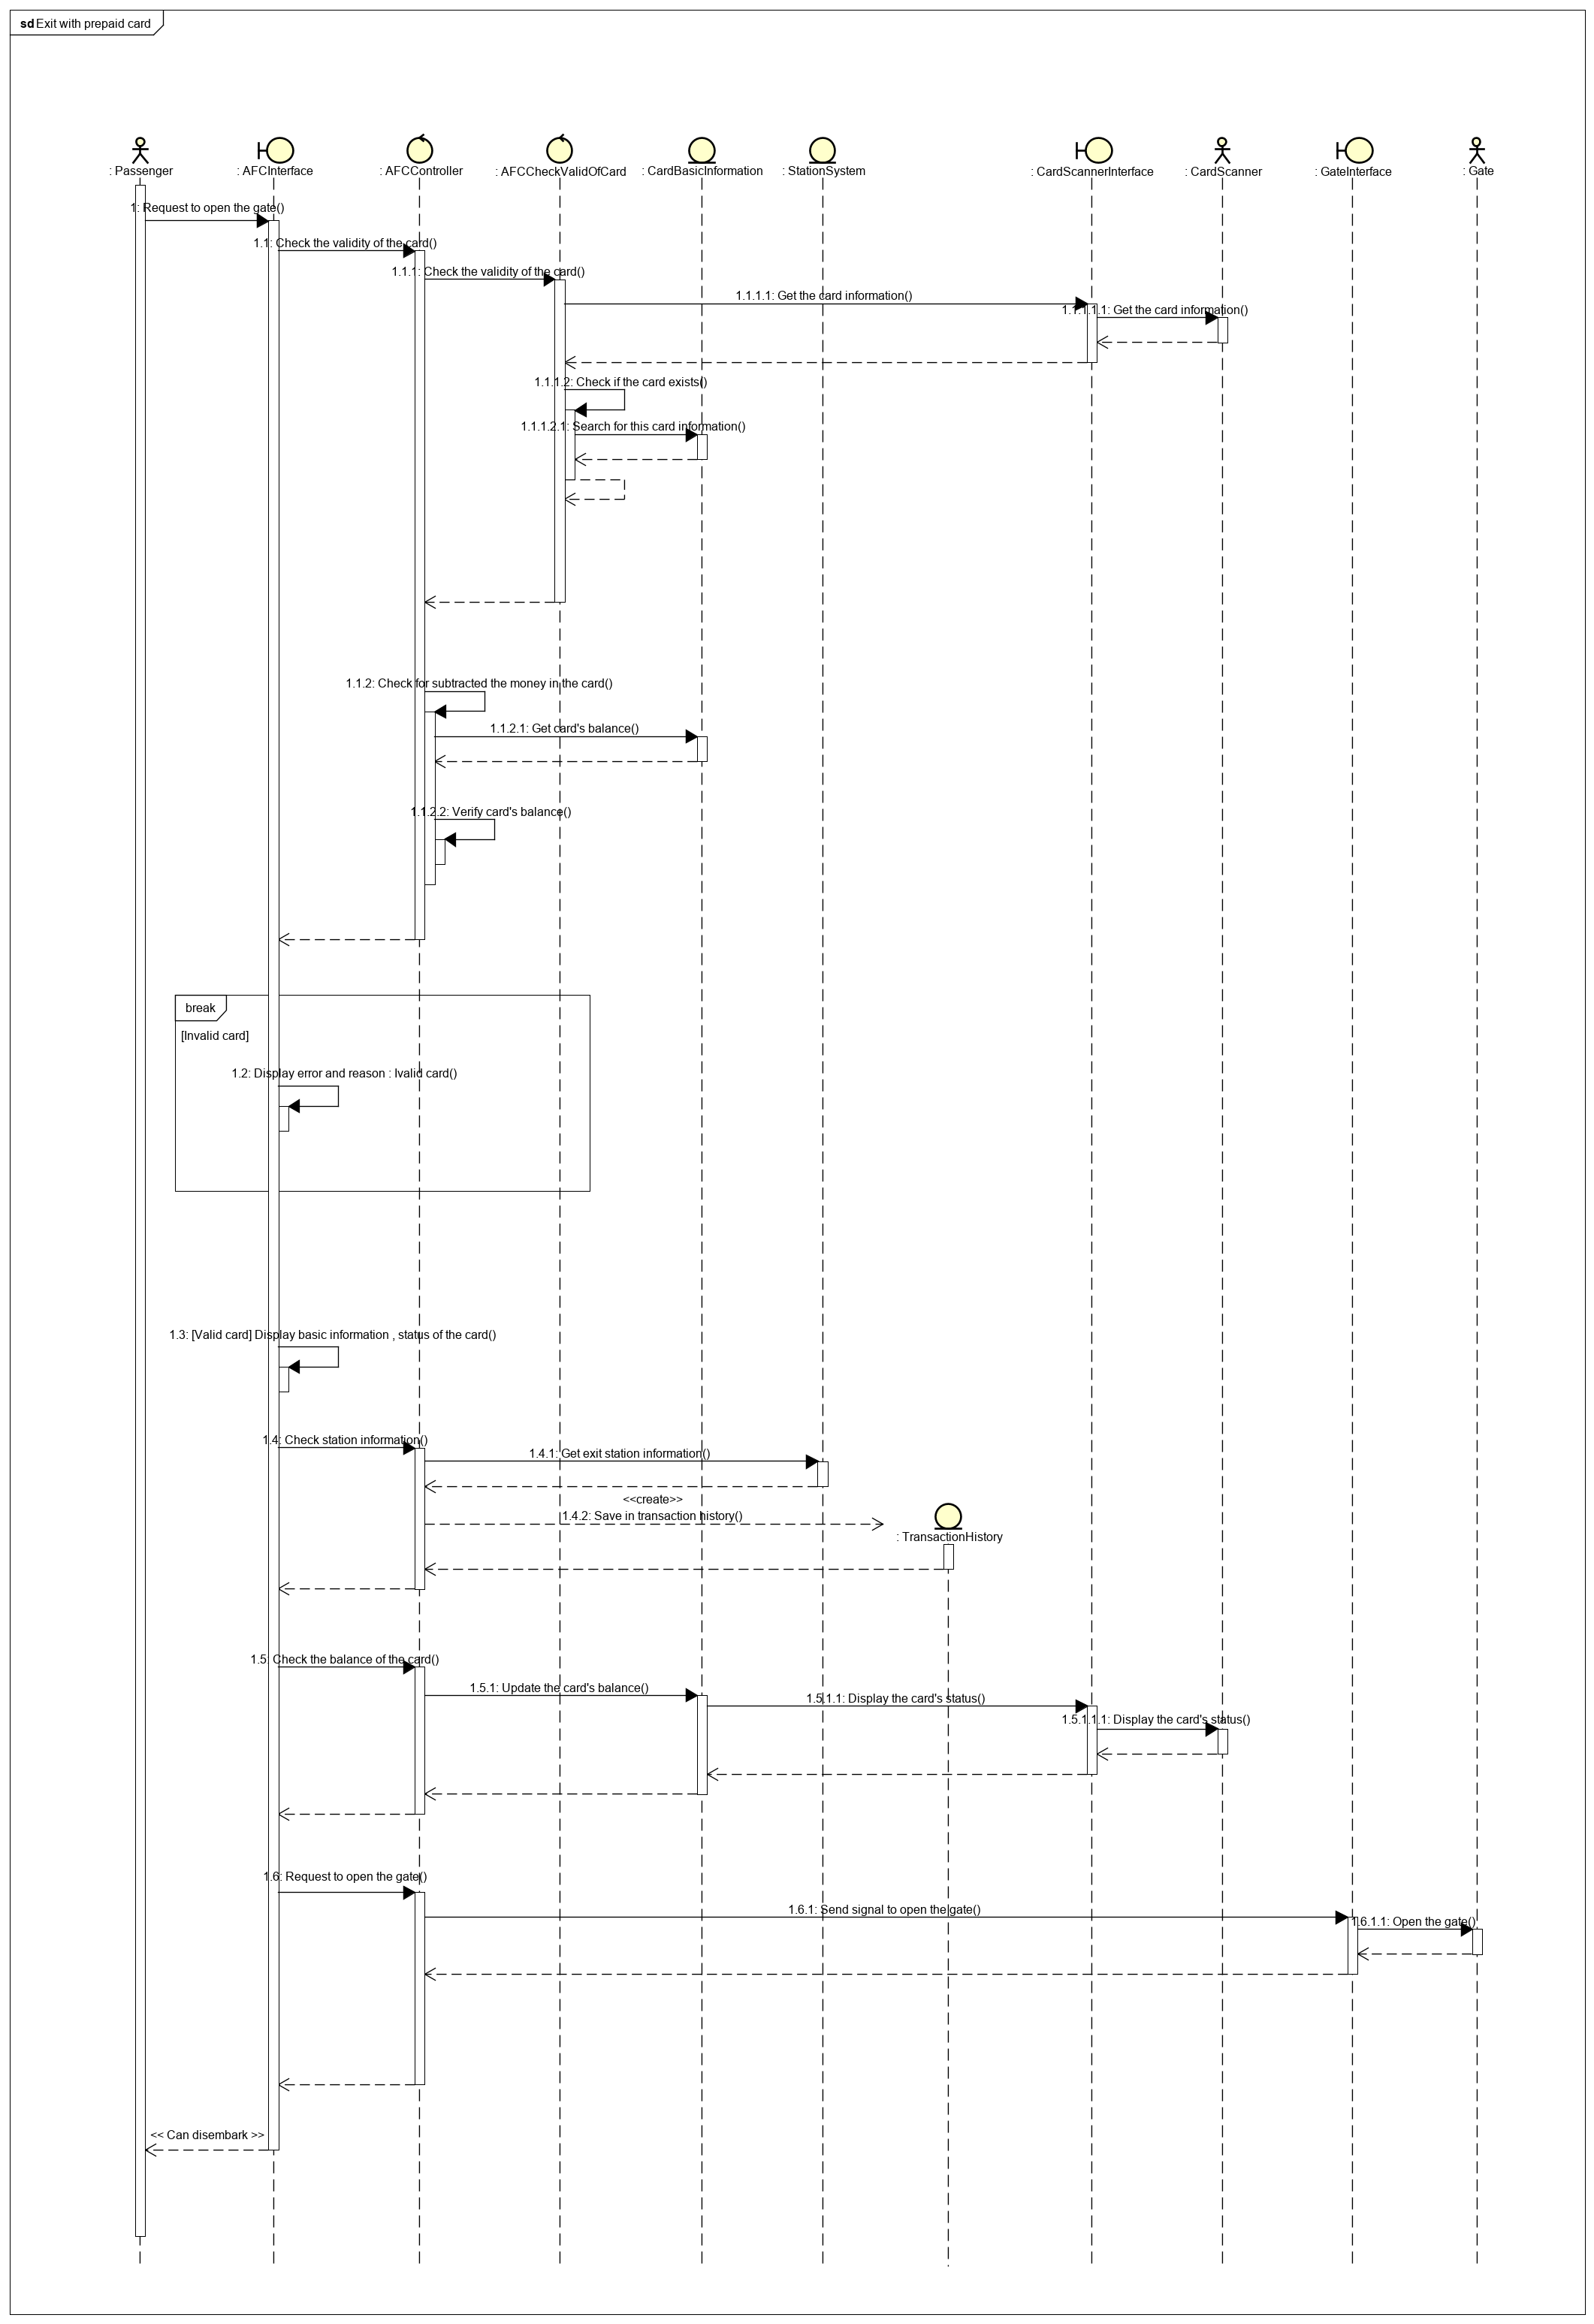 sd Exit with prepaid card
: Passenger
: AFCInterface
: AFCController
: AFCCheckValidOfCard
: CardBasicInformation
: StationSystem
: CardScannerInterface
: CardScanner
: GateInterface
: Gate
1: Request to open the gate()
1.1: Check the validity of the card()
1.1.1: Check the validity of the card()
1.1.1.1: Get the card information()
1.1.1.1.1: Get the card information()
1.1.1.2: Check if the card exists()
1.1.1.2.1: Search for this card information()
1.1.2: Check for subtracted the money in the card()
1.1.2.1: Get card's balance()
1.1.2.2: Verify card's balance()
break
[Invalid card]
1.2: Display error and reason : Ivalid card()
1.3: [Valid card] Display basic information , status of the card()
1.4: Check station information()
1.4.1: Get exit station information()
<<create>>
1.4.2: Save in transaction history()
: TransactionHistory
1.5: Check the balance of the card()
1.5.1: Update the card's balance()
1.5.1.1: Display the card's status()
1.5.1.1.1: Display the card's status()
1.6: Request to open the gate()
1.6.1: Send signal to open the gate()
1.6.1.1: Open the gate()
<< Can disembark >>